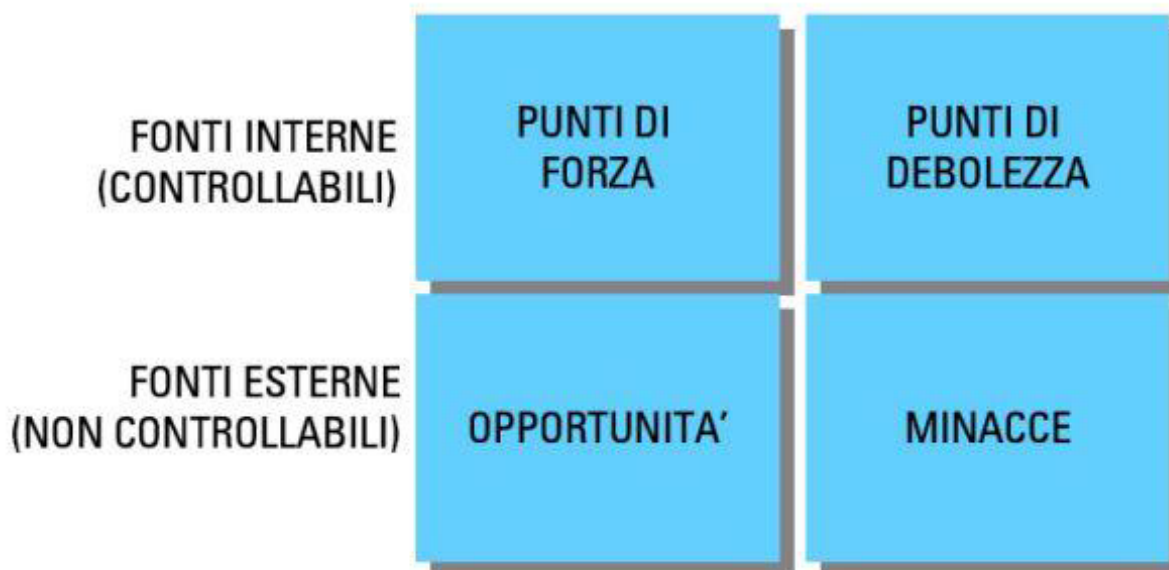 FONTI INTERNE
(CONTROLLABILI)
PUNTI DI
FORZA
PUNTI DI
DEBOLEZZA
FONTI ESTERNE
(NON CONTROLLABILI)
OPPORTUNITA’
MINACCE